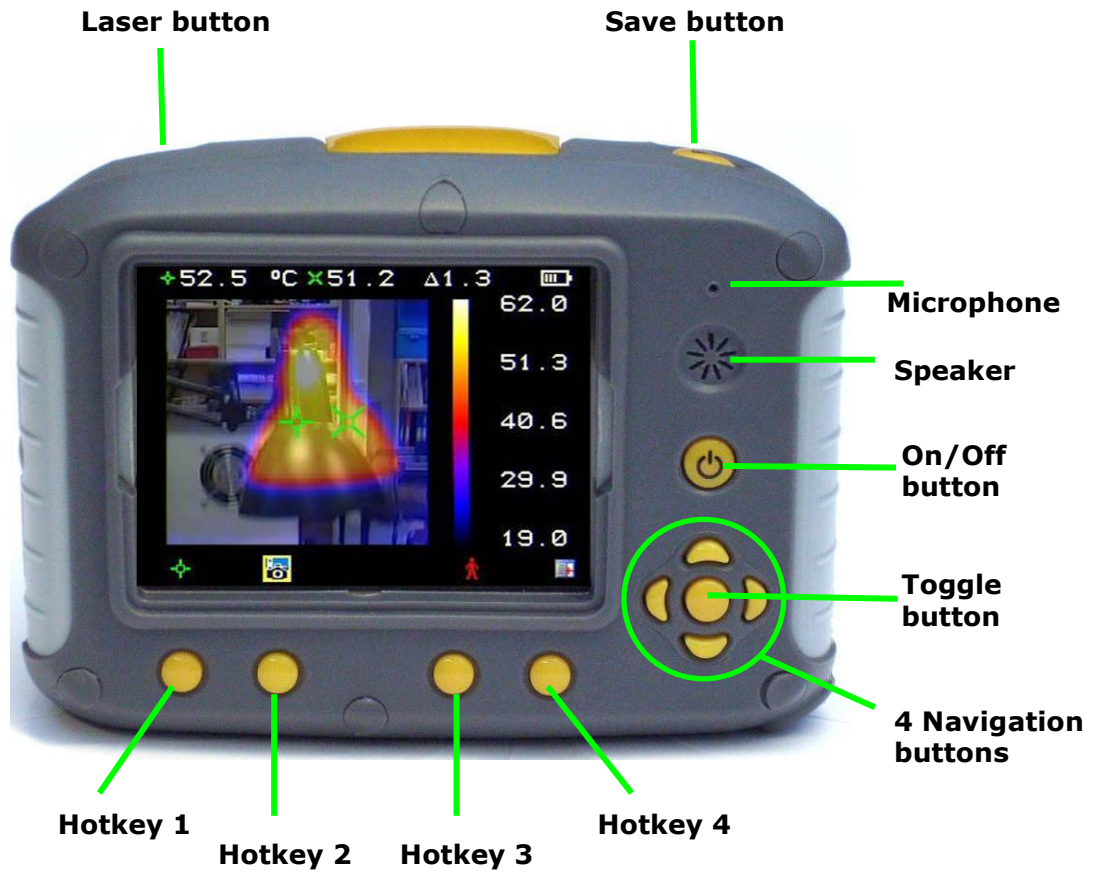 Laser button
Save button
52.5 °C 51.2 Δ1.3
62.0
51.3
40.6
29.9
19.0
Microphone
Speaker
On/Off
button
Toggle
button
4 Navigation
buttons
Hotkey 1
Hotkey 2
Hotkey 3
Hotkey 4